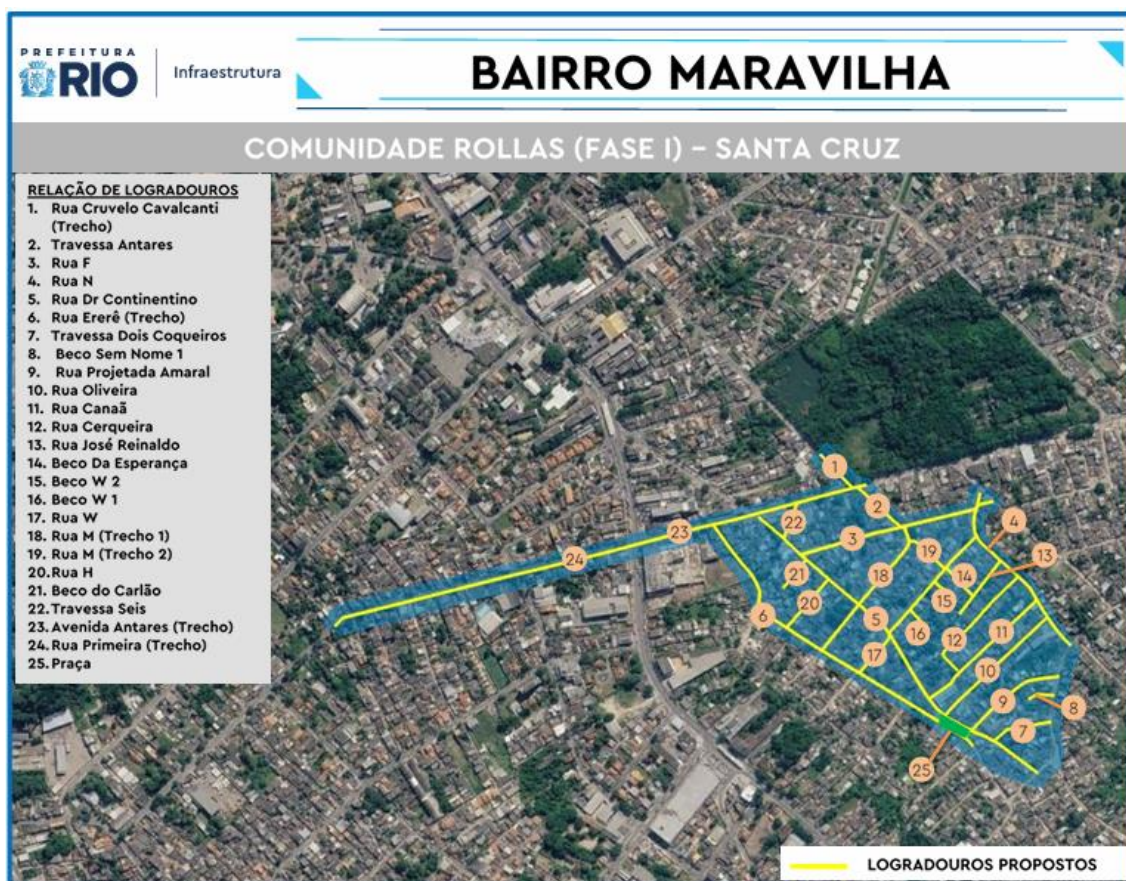 PREFEITURA
RIO
Infraestrutura
BAIRRO MARAVILHA
COMUNIDADE ROLLAS (FASE I) – SANTA CRUZ
RELAÇÃO DE LOGRADOUROS
1. Rua Cruvelo Cavalcanti
(Trecho)
2. Travessa Antares
3. Rua F
4. Rua N
5. Rua Dr Continentino
6. Rua Ererê (Trecho)
7. Travessa Dois Coqueiros
8. Beco Sem Nome 1
9. Rua Projetada Amaral
10. Rua Oliveira
11. Rua Canaã
12. Rua Cerqueira
13. Rua José Reinaldo
14. Beco Da Esperança
15. Beco W 2
16. Beco W 1
17. Rua W
18. Rua M (Trecho 1)
19. Rua M (Trecho 2)
20. Rua H
21. Beco do Carlão
22. Travessa Seis
23. Avenida Antares (Trecho)
24. Rua Primeira (Trecho)
25. Praça
1
2
22
23
3
4
19
24
13
21
18
14
20
15
6
5
16
12
11
17
10
9
8
7
25
LOGRADOUROS PROPOSTOS